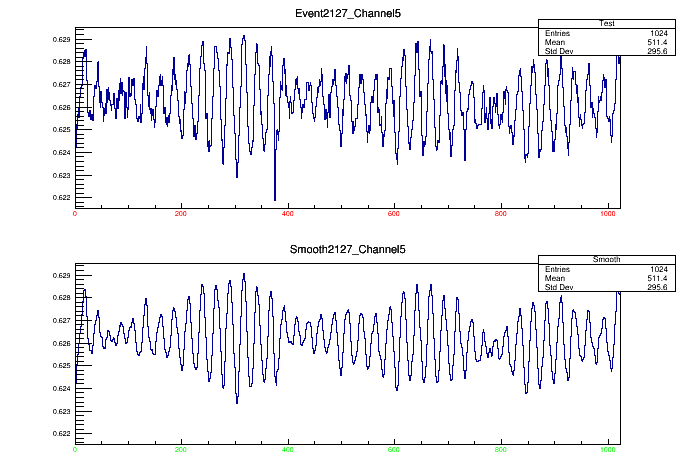 Event2127_Channel5
Test
Entries 1024
Mean 511.4
Std Dev 295.6
0.629
0.628
0.627
0.626
0.625
0.624
0.623
0.622
0 200 400 600 800 1000
Smooth2127_Channel5
Smooth
Entries 1024
Mean 511.4
Std Dev 295.6
0.629
0.628
0.627
0.626
0.625
0.624
0.623
0.622
0 200 400 600 800 1000